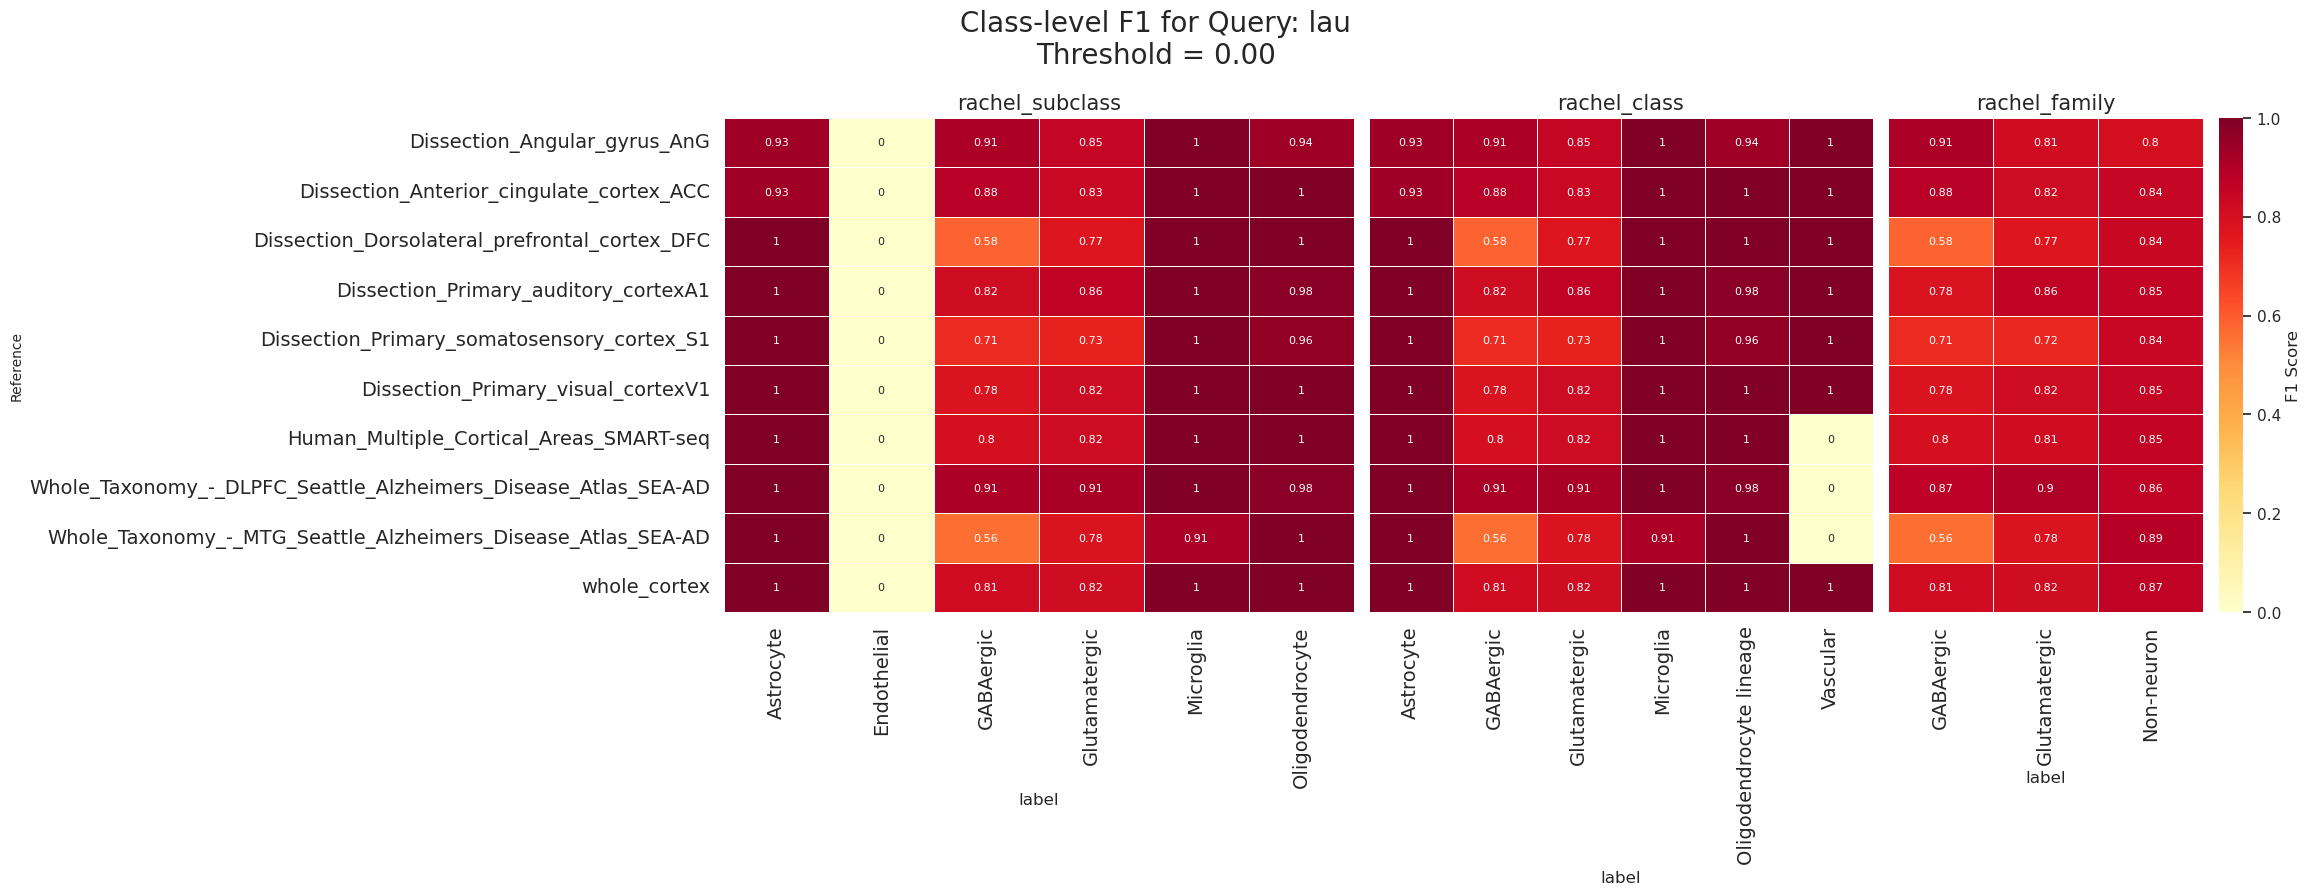 Class-level F1 for Query: lau
Threshold = 0.00
rachel_subclass rachel_class rachel_family
Dissection_Angular_gyrus_AnG 0.93 0 0.91 0.85 1 0.94 0.93 0.91 0.85 1 0.94 1 0.91 0.81 0.8
Dissection_Anterior_cingulate_cortex_ACC 0.93 0 0.88 0.83 1 1 0.93 0.88 0.83 1 1 1 0.88 0.82 0.84
Dissection_Dorsolateral_prefrontal_cortex_DFC 1 0 0.58 0.77 1 1 1 0.58 0.77 1 1 1 0.58 0.77 0.84
Dissection_Primary_auditory_cortexA1 1 0 0.82 0.86 1 0.98 1 0.82 0.86 1 0.98 1 0.78 0.86 0.85
Dissection_Primary_somatosensory_cortex_S1 1 0 0.71 0.73 1 0.96 1 0.71 0.73 1 0.96 1 0.71 0.72 0.84
Dissection_Primary_visual_cortexV1 1 0 0.78 0.82 1 1 1 0.78 0.82 1 1 1 0.78 0.82 0.85
Human_Multiple_Cortical_Areas_SMART-seq 1 0 0.8 0.82 1 1 1 0.8 0.82 1 1 0 0.8 0.81 0.85
Whole_Taxonomy_-_DLPFC_Seattle_Alzheimers_Disease_Atlas_SEA-AD 1 0 0.91 0.91 1 0.98 1 0.91 0.91 1 0.98 0 0.87 0.9 0.86
Whole_Taxonomy_-_MTG_Seattle_Alzheimers_Disease_Atlas_SEA-AD 1 0 0.56 0.78 0.91 1 1 0.56 0.78 0.91 1 0 0.56 0.78 0.89
whole_cortex 1 0 0.81 0.82 1 1 1 0.81 0.82 1 1 1 0.81 0.82 0.87
Reference
Astrocyte
Endothelial
GABAergic
Glutamatergic
Microglia
Oligodendrocyte
label
Astrocyte
GABAergic
Glutamatergic
Microglia
Oligodendrocyte lineage
Vascular
label
GABAergic
Glutamatergic
Non-neuron
label
1.0
0.8
0.6
0.4
0.2
0.0
F1 Score